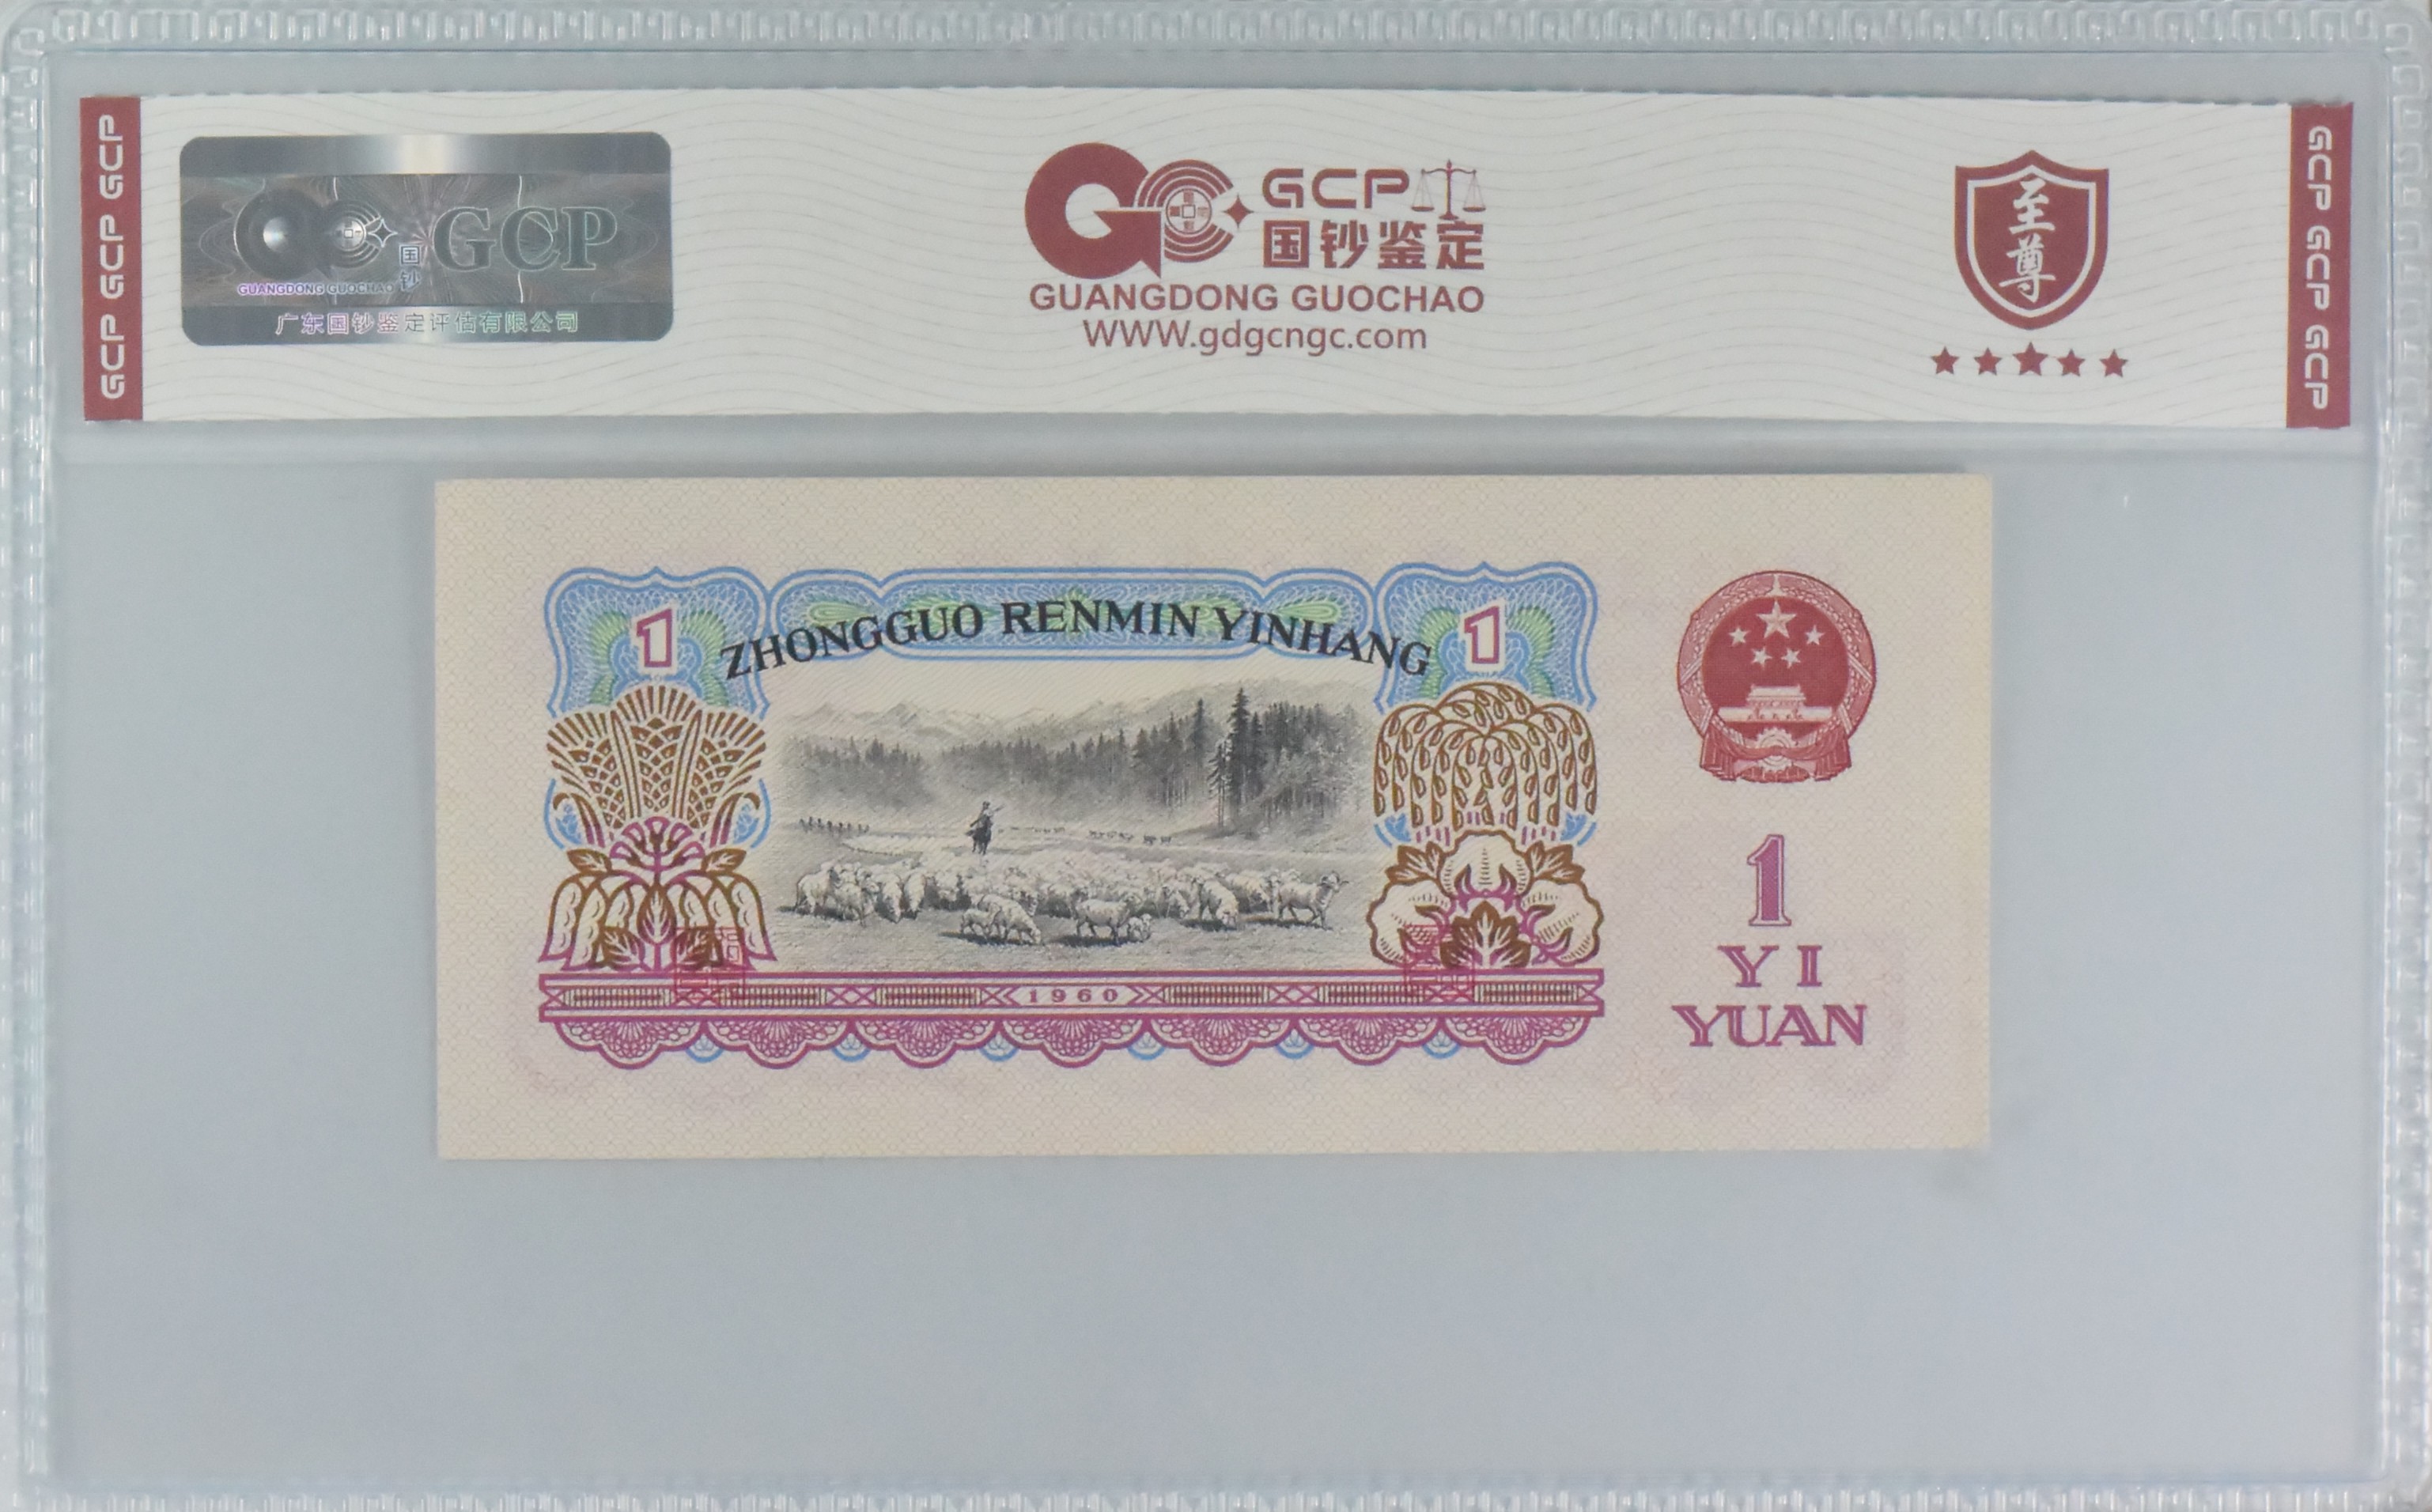 GCP GCP GCP
国钞
GCP
GUANGDONG GUOCHAO
广东国钞鉴定评估有限公司
GCP
国钞鉴定
GUANGDONG GUOCHAO
WWW.gdgcngc.com
至尊
GCP GCP GCP
1
ZHONGGUO RENMIN YINHANG
1
1960
1
YI
YUAN